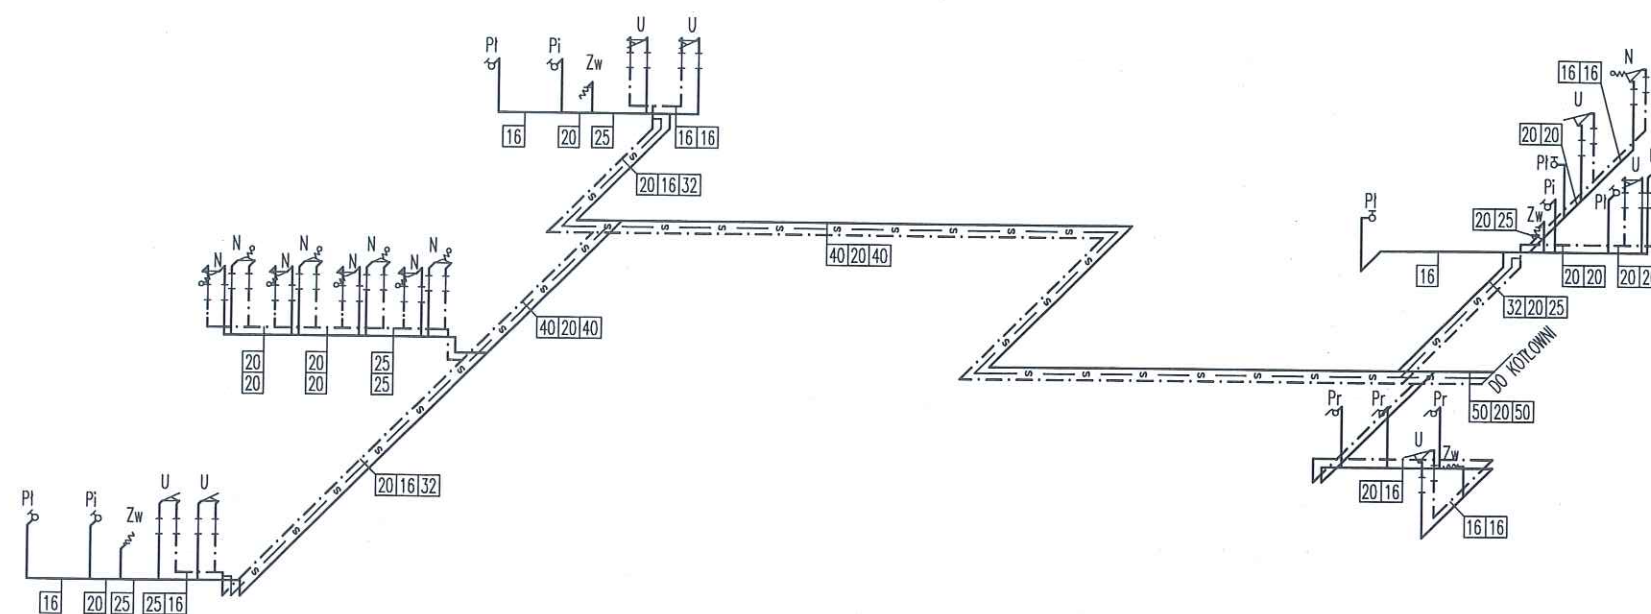 U U
Pł Pi Zw
16 20 25 16 16
20 16 32
N
16 16
U
20 20
Pł
Pi
Zw
20 25
Pł
U
Pł
16
20 20
32 20 25
40 20 40
N N N N
N N N N
40 20 40
20 20 25
20 20 25
DO KOTŁOWNI
50 20 50
Pr Pr Pr
U Zw
20 16
16 16
20 16 32
Pł Pi Zw U U
16 20 25 25 16
S S S S S S S S